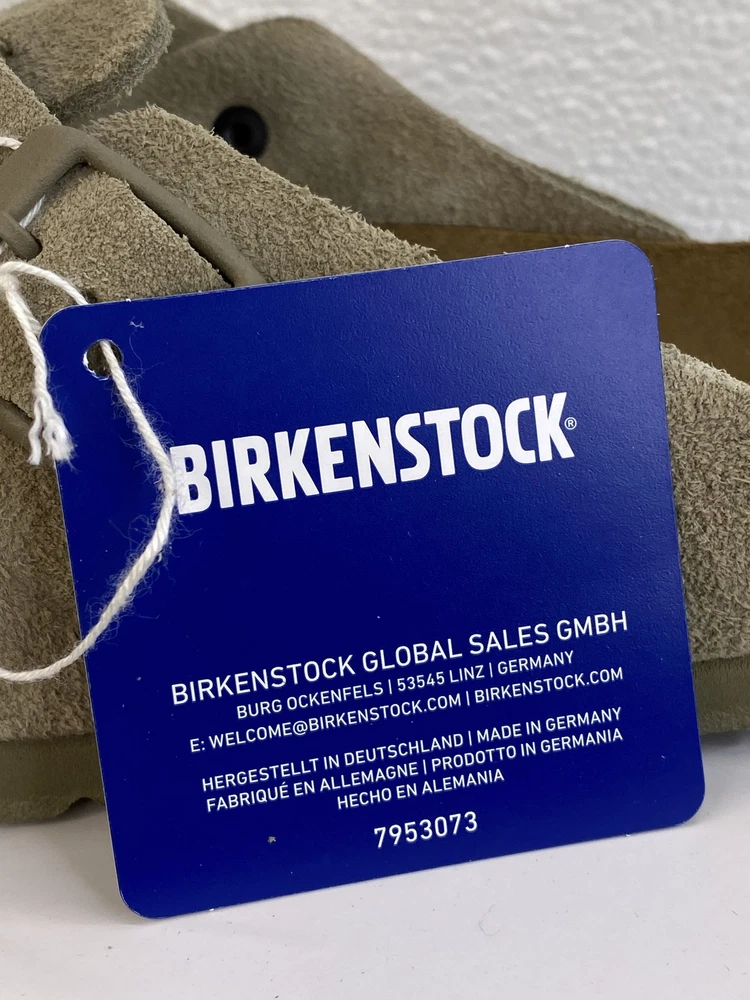 BIRKENSTOCK®
BIRKENSTOCK GLOBAL SALES GMBH
BURG OCKENFELS | 53545 LINZ | GERMANY
E: WELCOME@BIRKENSTOCK.COM | BIRKENSTOCK.COM
HERGESTELLT IN DEUTSCHLAND | MADE IN GERMANY
FABRIQUÉ EN ALLEMAGNE | PRODOTTO IN GERMANIA
HECHO EN ALEMANIA
7953073